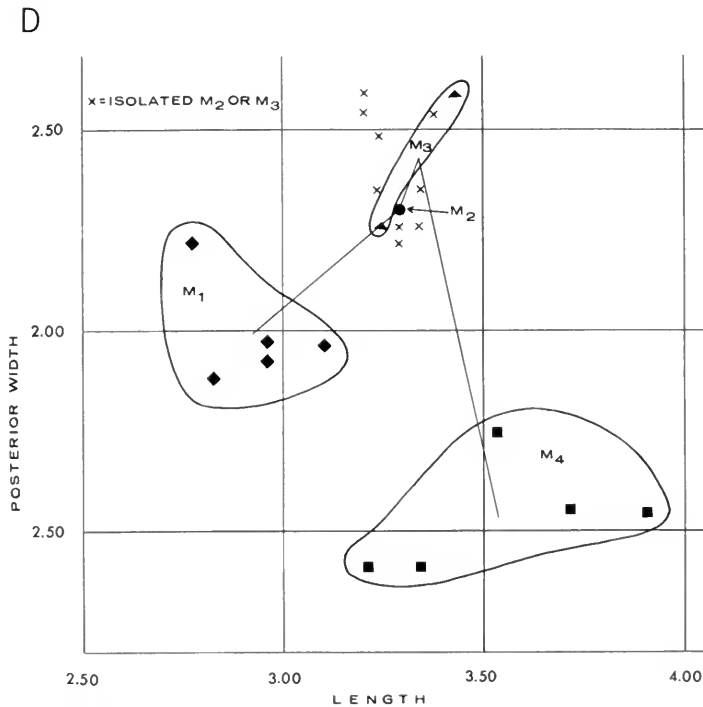 D
×=ISOLATED M2 OR M3
2.50
M3
M2
M1
2.00
POSTERIOR WIDTH
M4
2.50
2.50 3.00 3.50 4.00
LENGTH